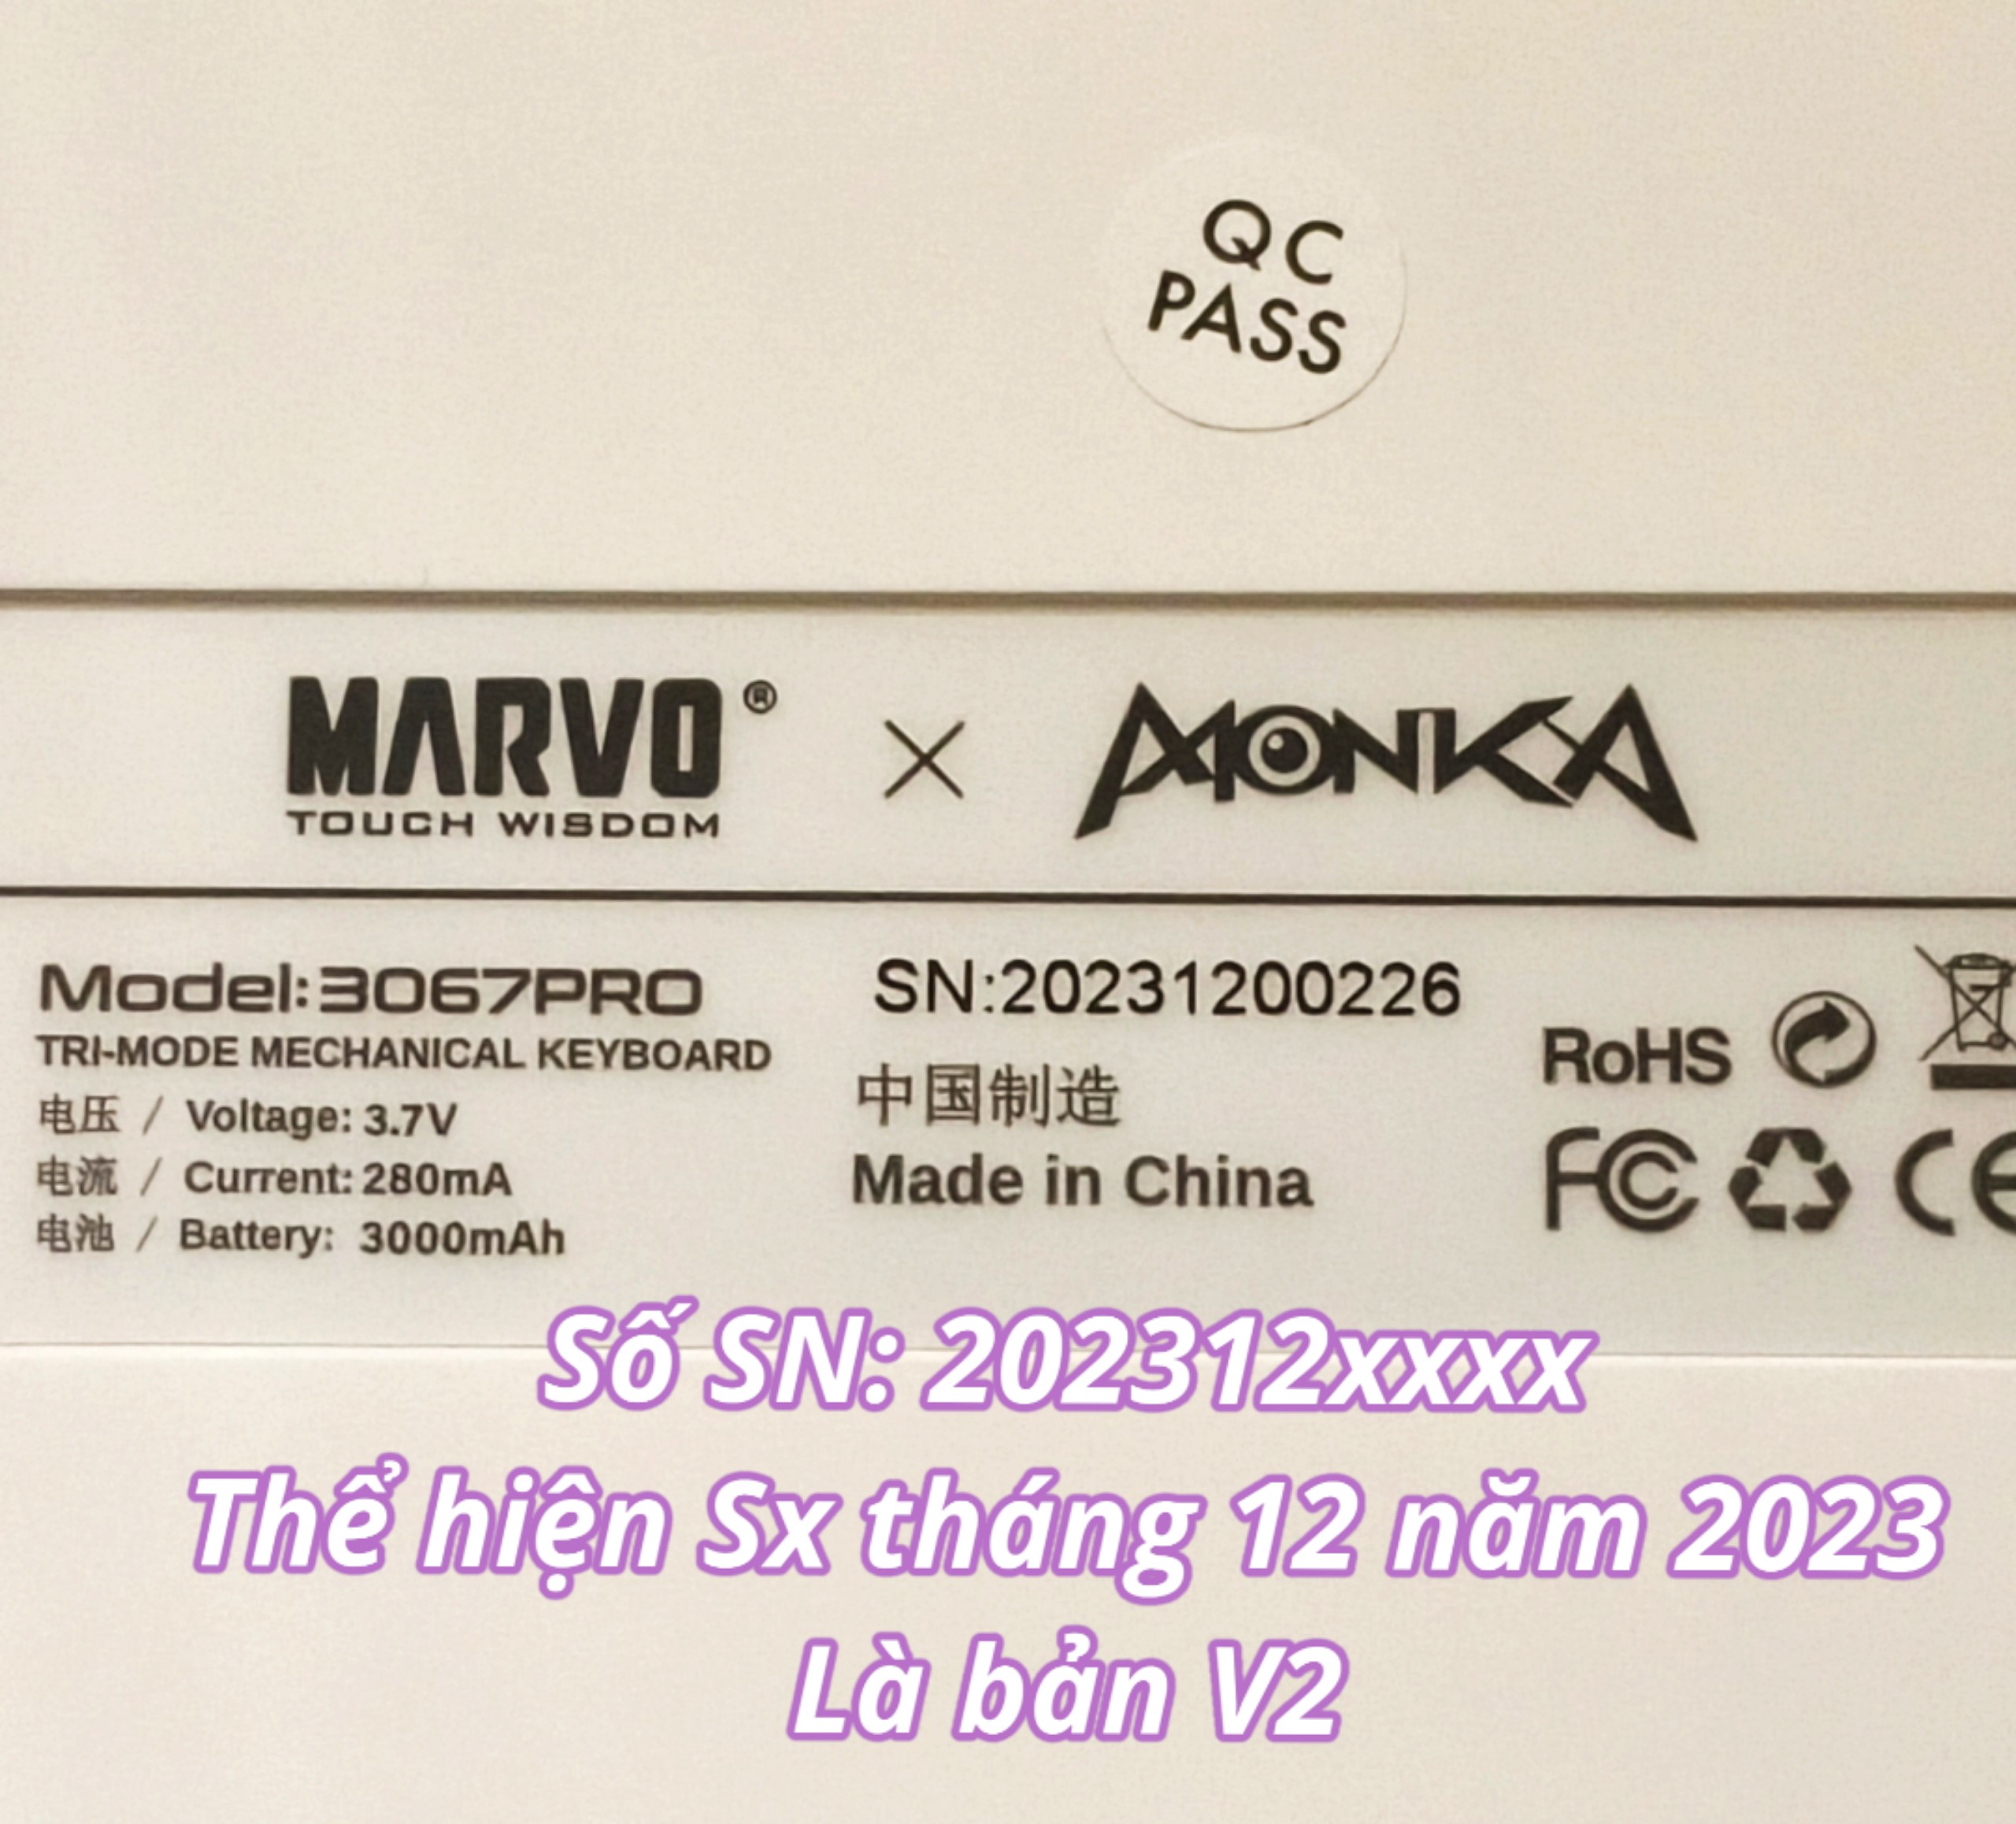 QC
PASS
MARVO® × MONKA
TOUCH WISDOM
Model:3067PRO
TRI-MODE MECHANICAL KEYBOARD
电压 / Voltage: 3.7V
电流 / Current: 280mA
电池 / Battery: 3000mAh
SN:20231200226
中国制造
Made in China
RoHS
FC CE
Số SN: 202312xxxx
Thể hiện Sx tháng 12 năm 2023
Là bản V2